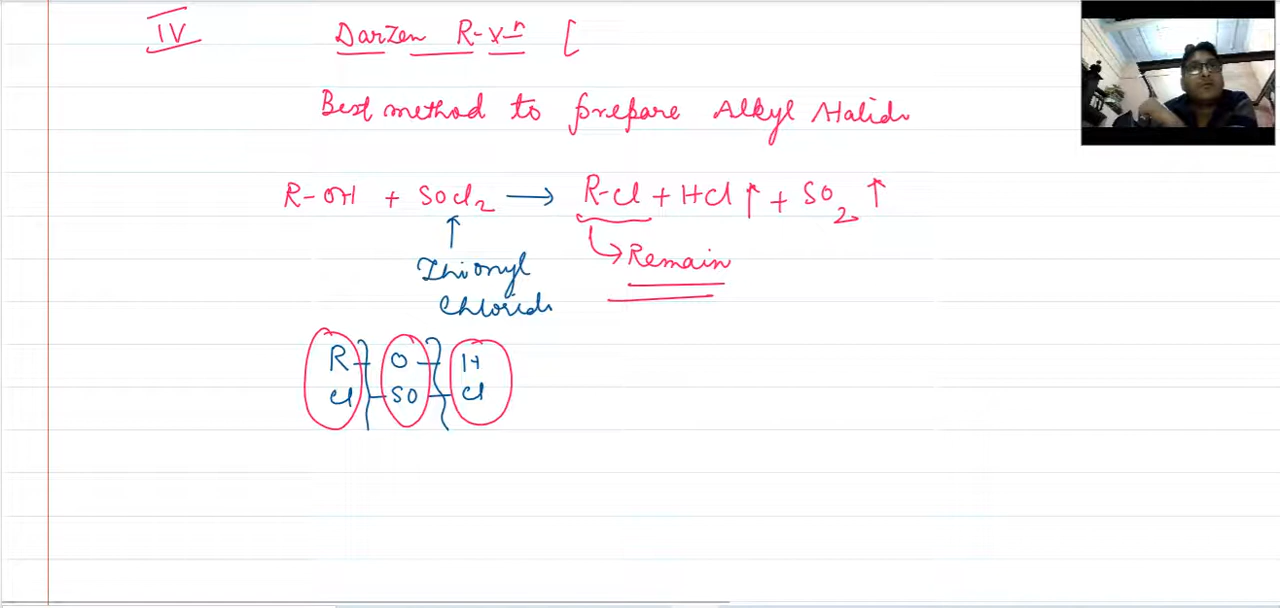 IV
Darzen R-xⁿ [
Best method to prepare Alkyl Halide
R-OH + SOCl₂ → R-Cl + HCl ↑ + SO₂ ↑
Remain
Thionyl
Chloride
R - O - H
Cl - SO - Cl